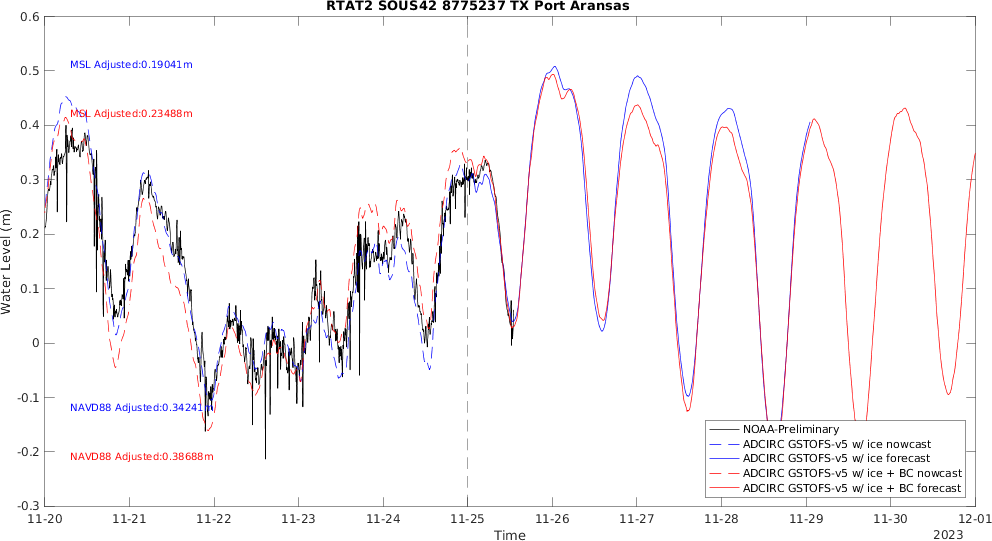 RTAT2 SOUS42 8775237 TX Port Aransas
0.6
0.5
0.4
0.3
0.2
0.1
0
-0.1
-0.2
-0.3
Water Level (m)
MSL Adjusted:0.19041m
MSL Adjusted:0.23488m
NAVD88 Adjusted:0.34241m
NAVD88 Adjusted:0.38688m
NOAA-Preliminary
ADCIRC GSTOFS-v5 w/ ice nowcast
ADCIRC GSTOFS-v5 w/ ice forecast
ADCIRC GSTOFS-v5 w/ ice + BC nowcast
ADCIRC GSTOFS-v5 w/ ice + BC forecast
11-20 11-21 11-22 11-23 11-24 11-25 11-26 11-27 11-28 11-29 11-30 12-01
Time
2023